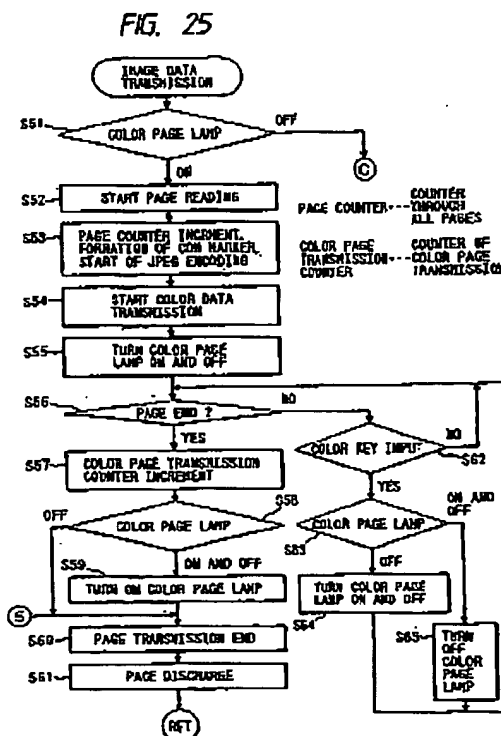 FIG. 25
IMAGE DATA
TRANSMISSION
S51
COLOR PAGE LAMP
OFF
C
ON
S52
START PAGE READING
S53
PAGE COUNTER INCREMENT.
FORMATION OF COM MARKER
START OF JPEG ENCODING
PAGE COUNTER
COUNTER
THROUGH
ALL PAGES
COLOR PAGE
TRANSMISSION
COUNTER
COUNTER OF
COLOR PAGE
TRANSMISSION
S54
START COLOR DATA
TRANSMISSION
S55
TURN COLOR PAGE
LAMP ON AND OFF
S56
PAGE END ?
NO
YES
COLOR KEY INPUT
NO
S62
YES
S57
COLOR PAGE TRANSMISSION
COUNTER INCREMENT
S58
OFF
COLOR PAGE LAMP
ON AND OFF
COLOR PAGE LAMP
S63
ON AND
OFF
OFF
S59
TURN ON COLOR PAGE LAMP
TURN COLOR PAGE
LAMP ON AND OFF
S64
S
S60
PAGE TRANSMISSION END
S65
TURN
OFF
COLOR
PAGE
LAMP
S61
PAGE DISCHARGE
RET